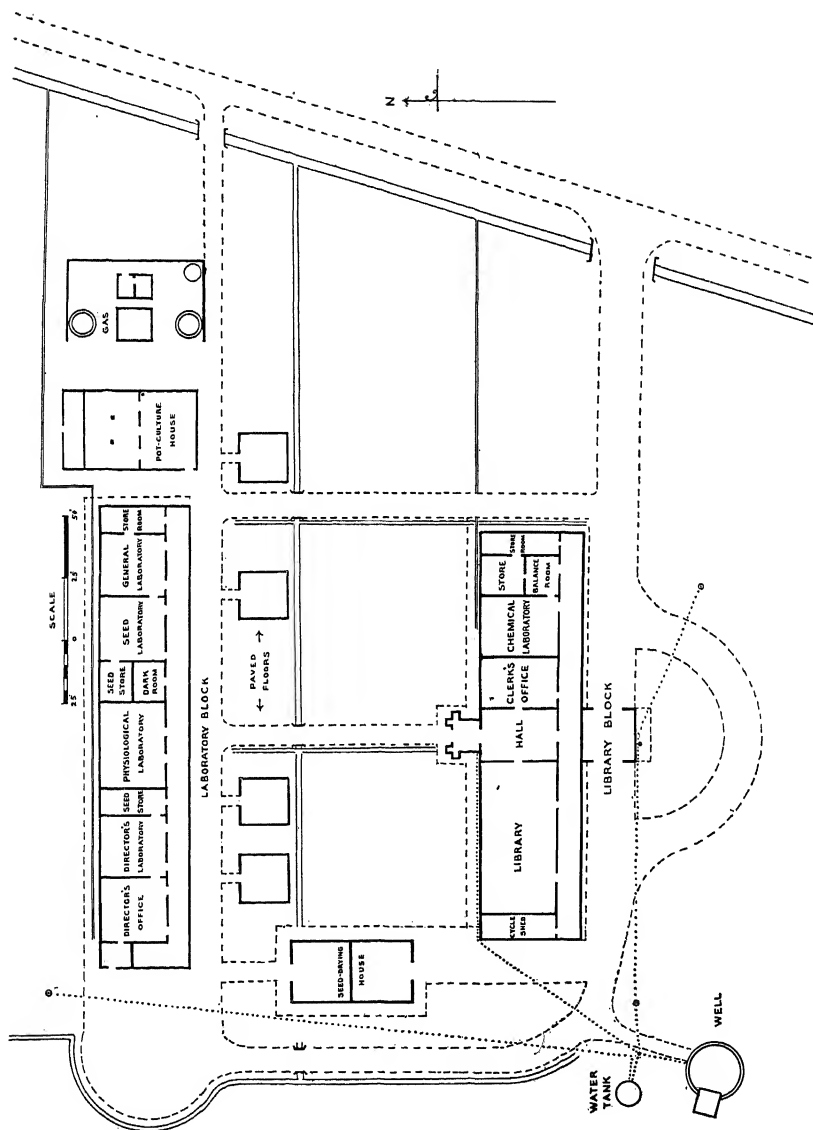 N
GAS
POT-CULTURE
HOUSE
SCALE
25
0
25
50
STORE
ROOM
GENERAL
LABORATORY
SEED
LABORATORY
SEED
STORE
DARK
ROOM
PHYSIOLOGICAL
LABORATORY
SEED
STORE
DIRECTOR'S
LABORATORY
DIRECTOR'S
OFFICE
LABORATORY BLOCK
PAVED
FLOORS
SEED-DRYING
HOUSE
STORE
ROOM
STORE
BALANCE
ROOM
CHEMICAL
LABORATORY
CLERK'S
OFFICE
HALL
LIBRARY
CYCLE
SHED
LIBRARY BLOCK
WATER
TANK
WELL